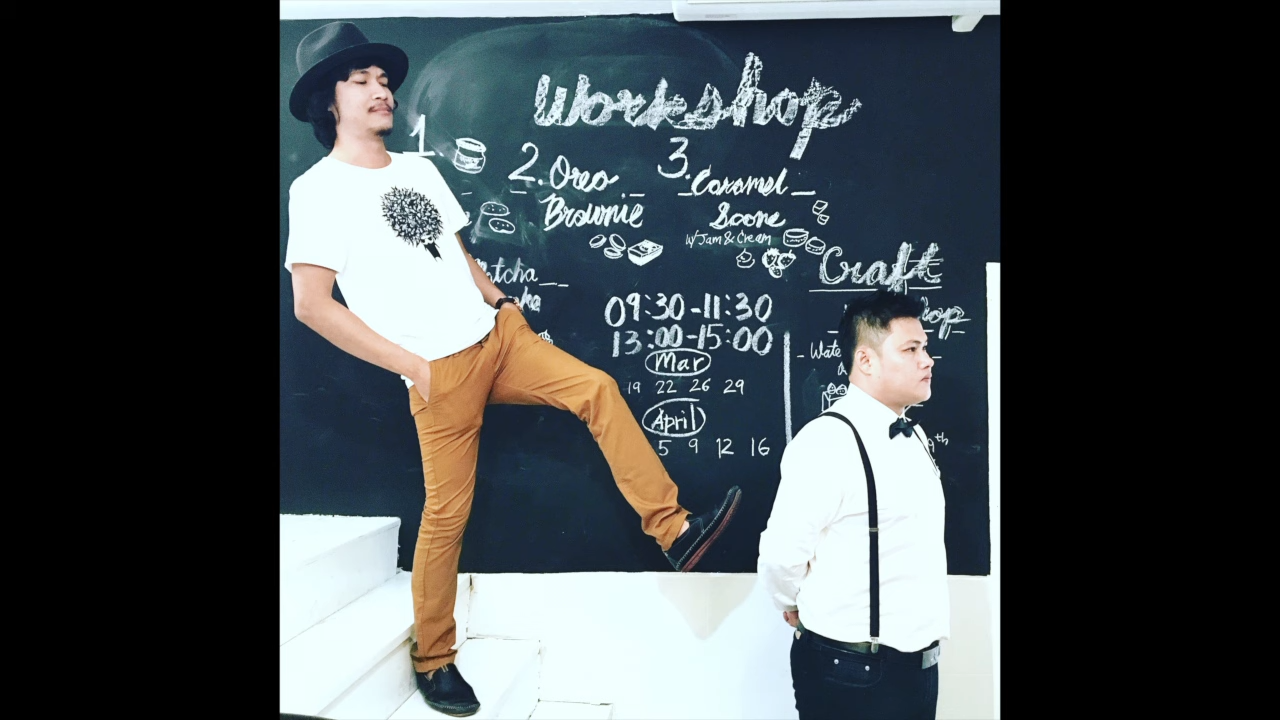 Workshop
1.
2. Oreo
Brownie
3. Caramel
Scone
w/ Jam & Cream
Craft
09:30-11:30
13:00-15:00
Mar
19 22 26 29
April
5 9 12 16
9th